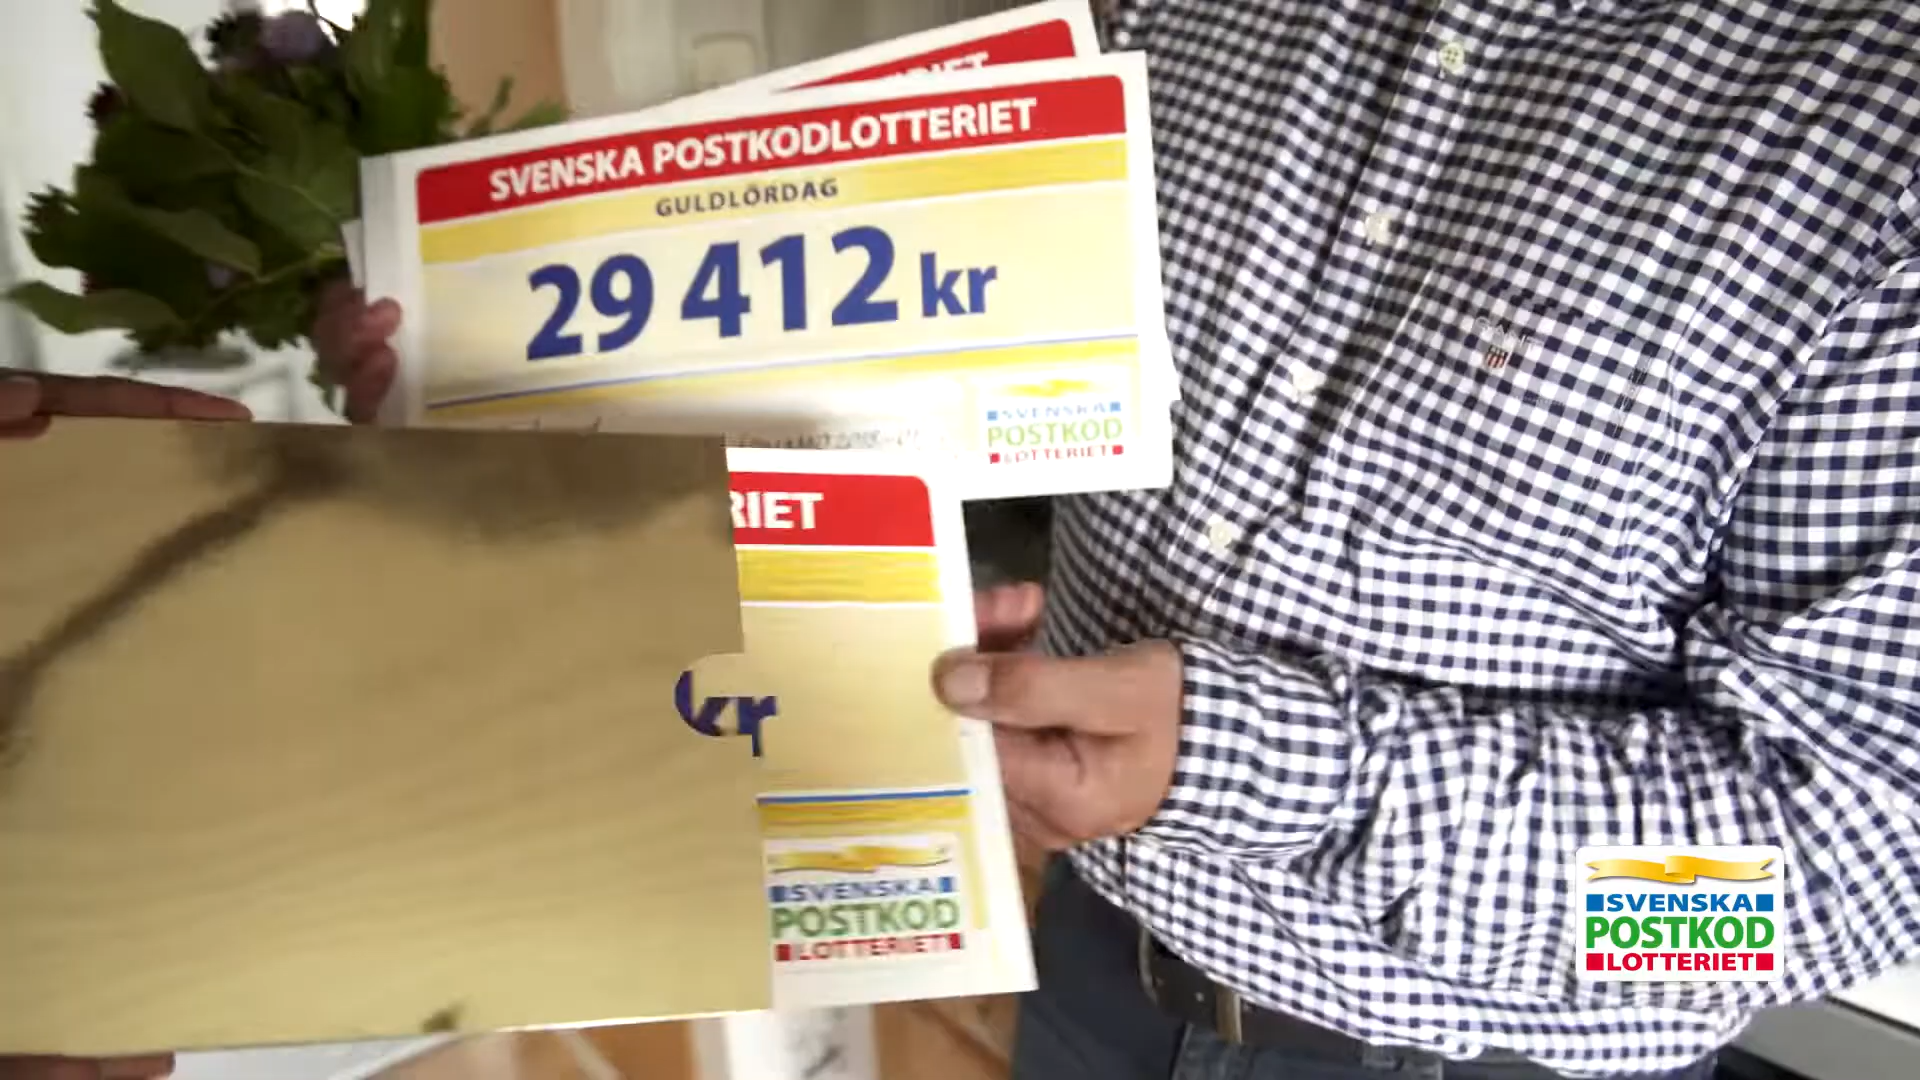 SVENSKA POSTKODLOTTERIET
GULDLÖRDAG
29 412 kr
SVENSKA
POSTKOD
LOTTERIET
RIET
kr
SVENSKA
POSTKOD
LOTTERIET
SVENSKA
POSTKOD
LOTTERIET